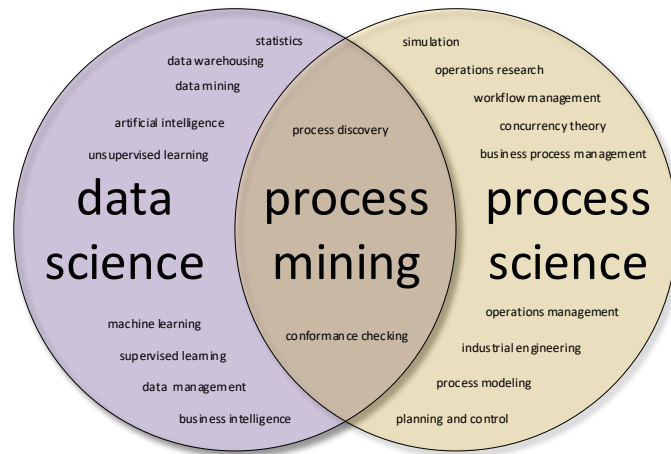 statistics
data warehousing
data mining
artificial intelligence
unsupervised learning
data
science
machine learning
supervised learning
data management
business intelligence
process discovery
process
mining
conformance checking
simulation
operations research
workflow management
concurrency theory
business process management
process
science
operations management
industrial engineering
process modeling
planning and control